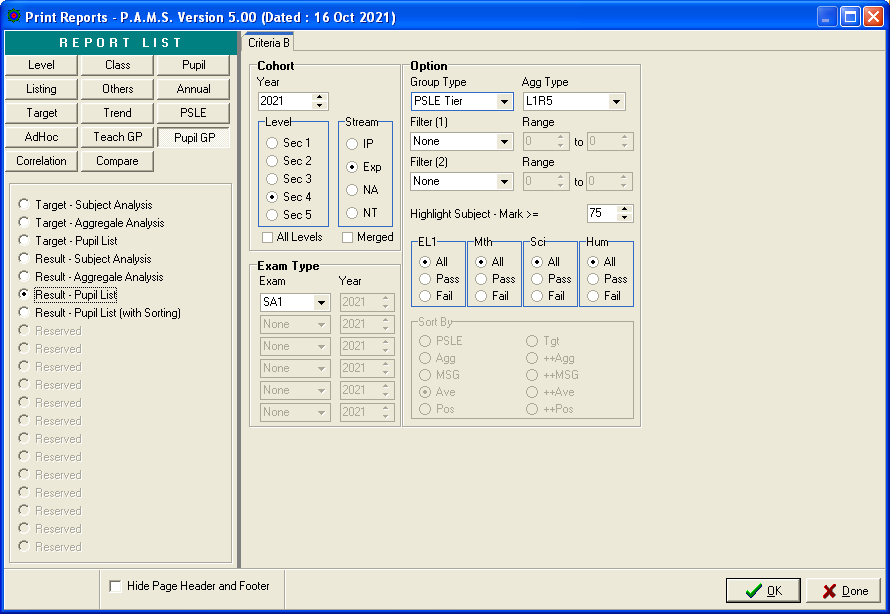 Print Reports - P.A.M.S. Version 5.00 (Dated : 16 Oct 2021)
REPORT LIST
Level Class Pupil
Listing Others Annual
Target Trend PSLE
AdHoc Teach GP Pupil GP
Correlation Compare
Target - Subject Analysis
Target - Aggregale Analysis
Target - Pupil List
Result - Subject Analysis
Result - Aggregale Analysis
Result - Pupil List
Result - Pupil List (with Sorting)
Reserved
Reserved
Reserved
Reserved
Reserved
Reserved
Reserved
Reserved
Reserved
Reserved
Reserved
Reserved
Reserved
Criteria B
Cohort
Year
2021
Level
Sec 1
Sec 2
Sec 3
Sec 4
Sec 5
Stream
IP
Exp
NA
NT
All Levels Merged
Exam Type
Exam Year
SA1 2021
None 2021
None 2021
None 2021
None 2021
None 2021
Option
Group Type Agg Type
PSLE Tier L1R5
Filter (1) Range
None 0 to 0
Filter (2) Range
None 0 to 0
Highlight Subject - Mark >= 75
EL1 Mth Sci Hum
All All All All
Pass Pass Pass Pass
Fail Fail Fail Fail
Sort By
PSLE Tgt
Agg ++Agg
MSG ++MSG
Ave ++Ave
Pos ++Pos
Hide Page Header and Footer
OK Done